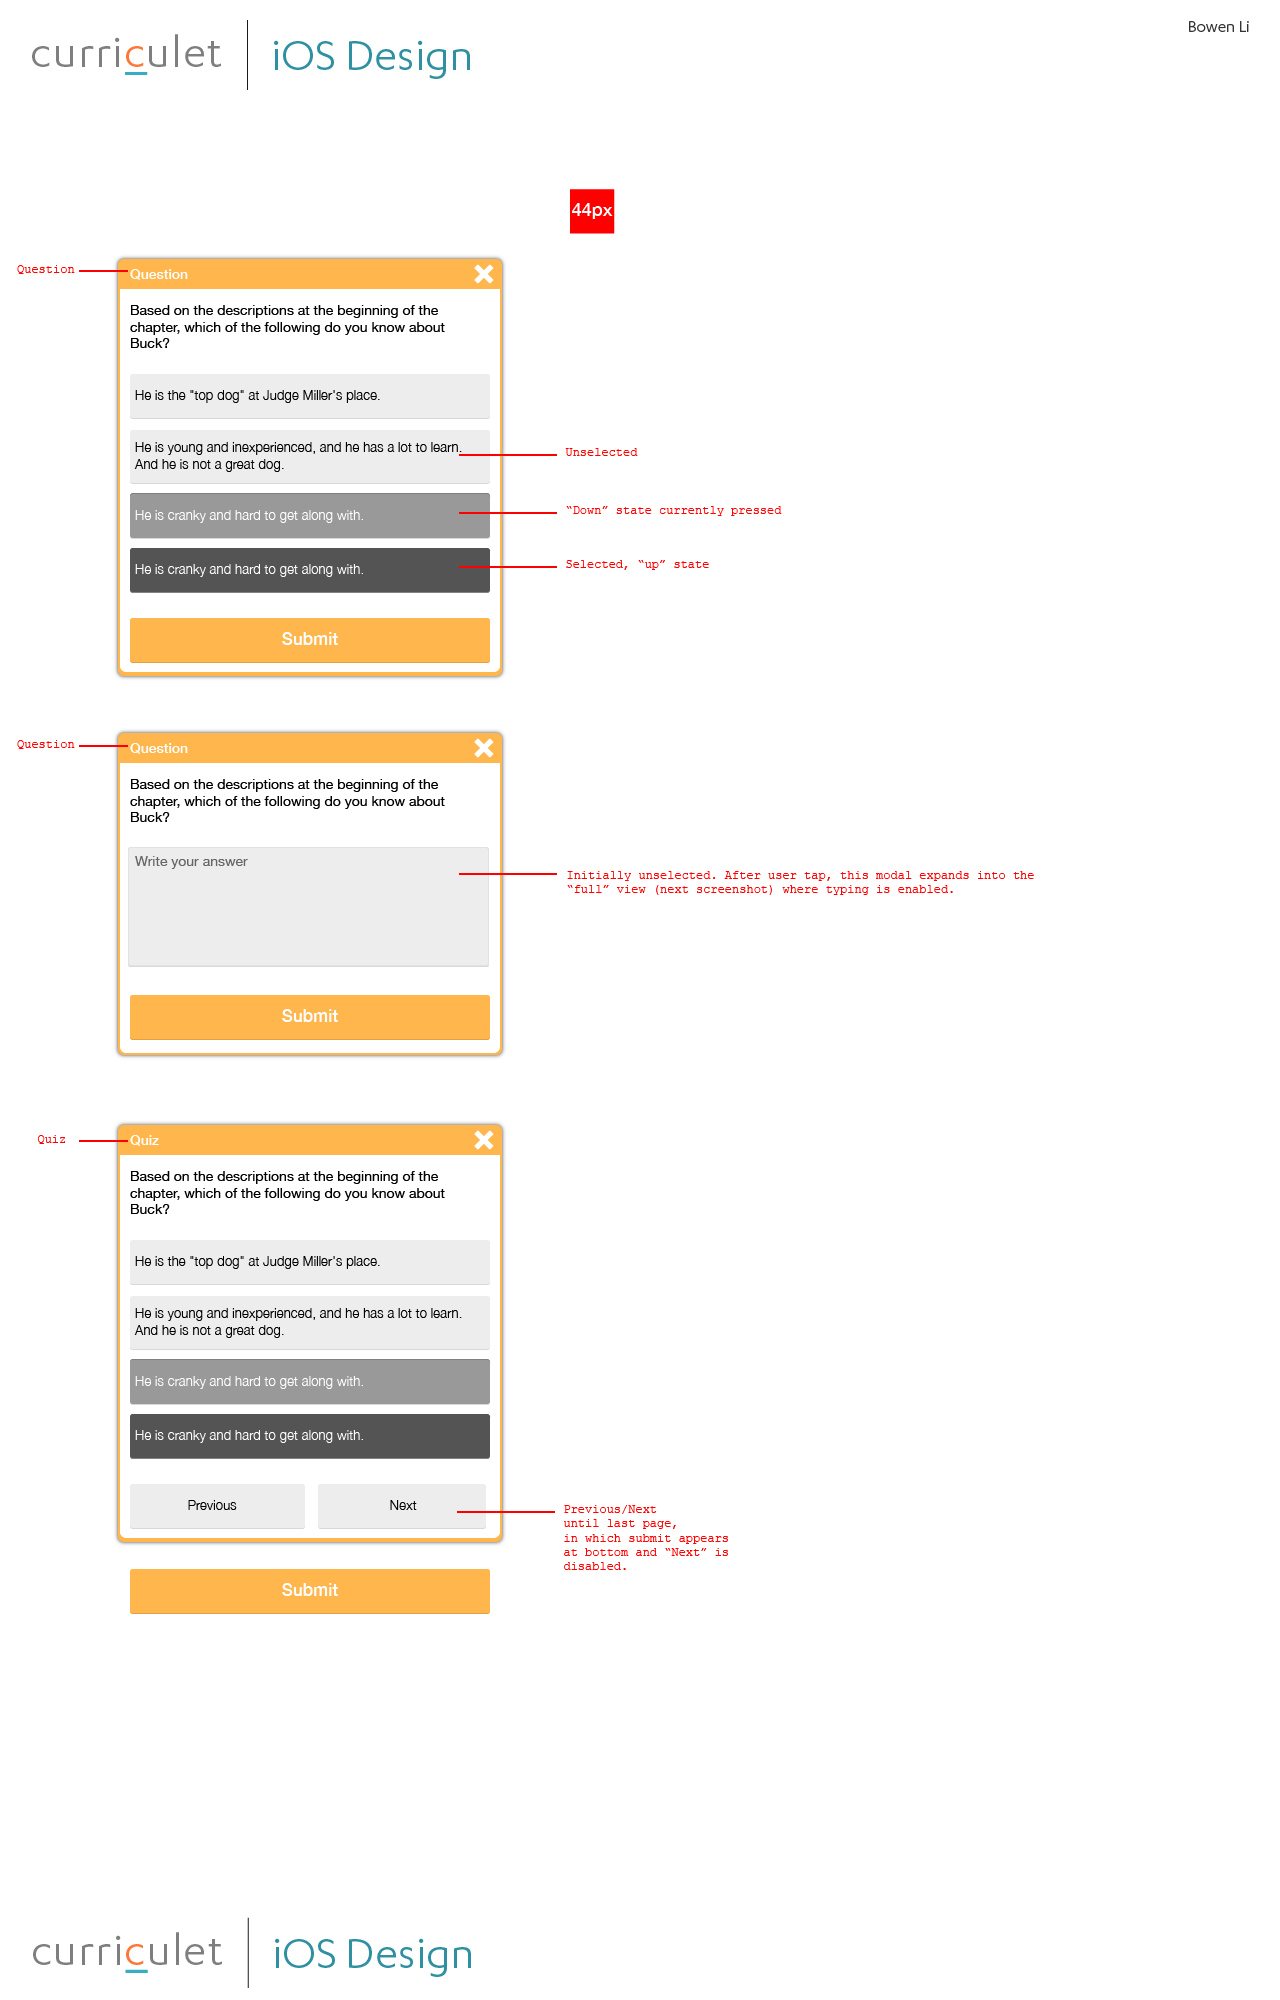 curriculet
iOS Design
Bowen Li
44px
Question
Question
Based on the descriptions at the beginning of the
chapter, which of the following do you know about
Buck?
He is the "top dog" at Judge Miller's place.
He is young and inexperienced, and he has a lot to learn.
And he is not a great dog.
Unselected
He is cranky and hard to get along with.
“Down” state currently pressed
He is cranky and hard to get along with.
Selected, “up” state
Submit
Question
Question
Based on the descriptions at the beginning of the
chapter, which of the following do you know about
Buck?
Write your answer
Initially unselected. After user tap, this modal expands into the
“full” view (next screenshot) where typing is enabled.
Submit
Quiz
Quiz
Based on the descriptions at the beginning of the
chapter, which of the following do you know about
Buck?
He is the "top dog" at Judge Miller's place.
He is young and inexperienced, and he has a lot to learn.
And he is not a great dog.
He is cranky and hard to get along with.
He is cranky and hard to get along with.
Previous
Next
Previous/Next
until last page,
in which submit appears
at bottom and “Next” is
disabled.
Submit
curriculet
iOS Design